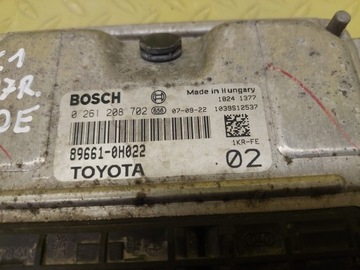 Made in Hungary
BOSCH
1824 1377
0 261 208 702 07-09-22 1039S12537
89661-0H022
1KR-FE
TOYOTA
02